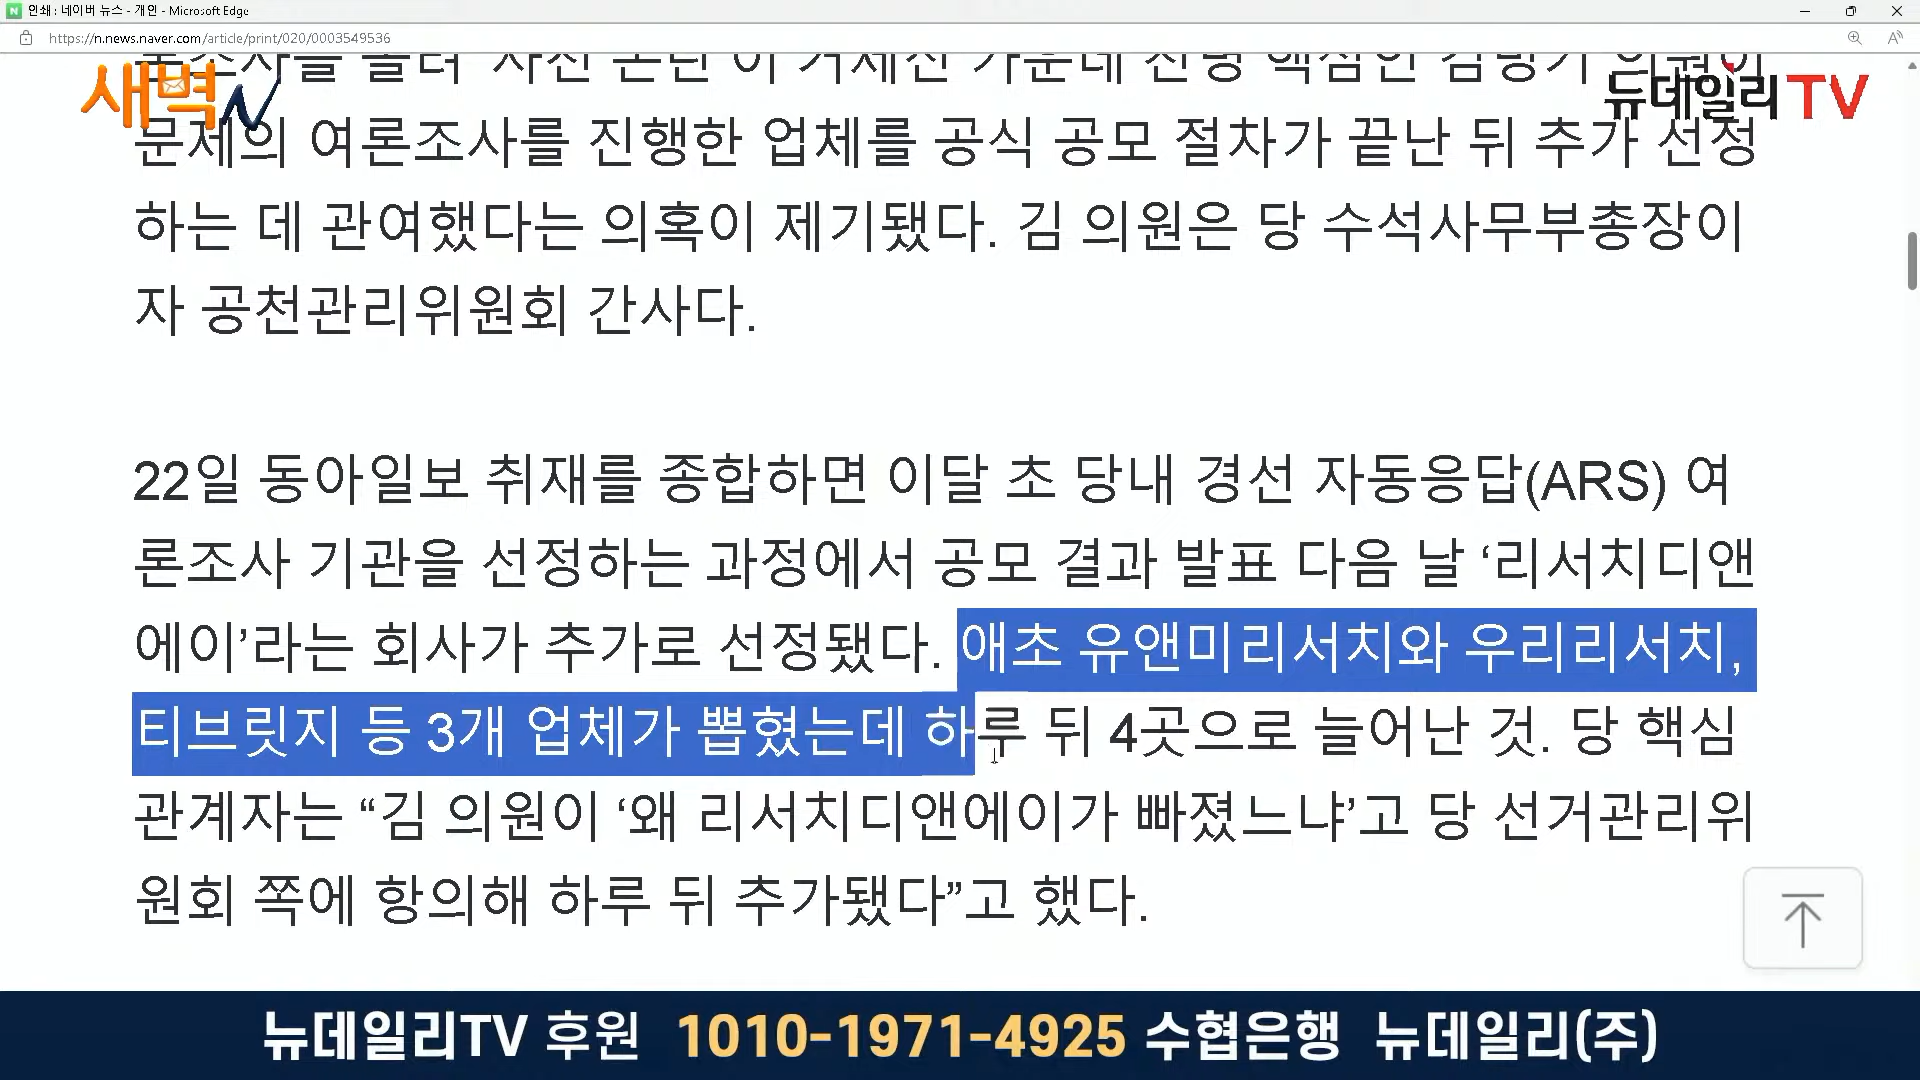 인쇄 : 네이버 뉴스 - 개인 - Microsoft Edge
https://n.news.naver.com/article/print/020/0003549536
새벽N
뉴데일리TV
문제의 여론조사를 진행한 업체를 공식 공모 절차가 끝난 뒤 추가 선정
하는 데 관여했다는 의혹이 제기됐다. 김 의원은 당 수석사무부총장이
자 공천관리위원회 간사다.
22일 동아일보 취재를 종합하면 이달 초 당내 경선 자동응답(ARS) 여
론조사 기관을 선정하는 과정에서 공모 결과 발표 다음 날 ‘리서치디앤
에이’라는 회사가 추가로 선정됐다. 애초 유앤미리서치와 우리리서치,
티브릿지 등 3개 업체가 뽑혔는데 하루 뒤 4곳으로 늘어난 것. 당 핵심
관계자는 “김 의원이 ‘왜 리서치디앤에이가 빠졌느냐’고 당 선거관리위
원회 쪽에 항의해 하루 뒤 추가됐다”고 했다.
뉴데일리TV 후원 1010-1971-4925 수협은행 뉴데일리(주)